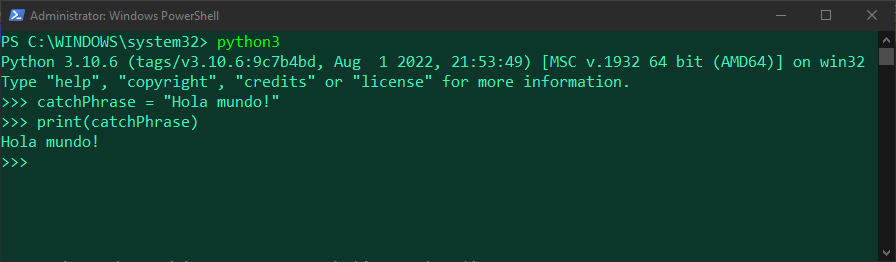 Administrator: Windows PowerShell
PS C:\WINDOWS\system32> python3
Python 3.10.6 (tags/v3.10.6:9c7b4bd, Aug  1 2022, 21:53:49) [MSC v.1932 64 bit (AMD64)] on win32
Type "help", "copyright", "credits" or "license" for more information.
>>> catchPhrase = "Hola mundo!"
>>> print(catchPhrase)
Hola mundo!
>>>